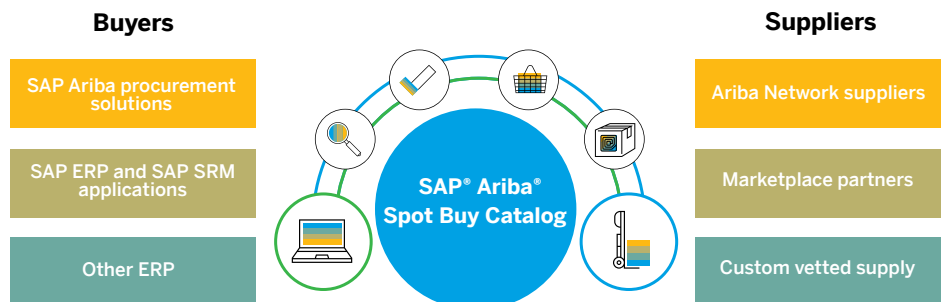 Buyers
SAP Ariba procurement
solutions
SAP ERP and SAP SRM
applications
Other ERP
SAP® Ariba®
Spot Buy Catalog
Suppliers
Ariba Network suppliers
Marketplace partners
Custom vetted supply